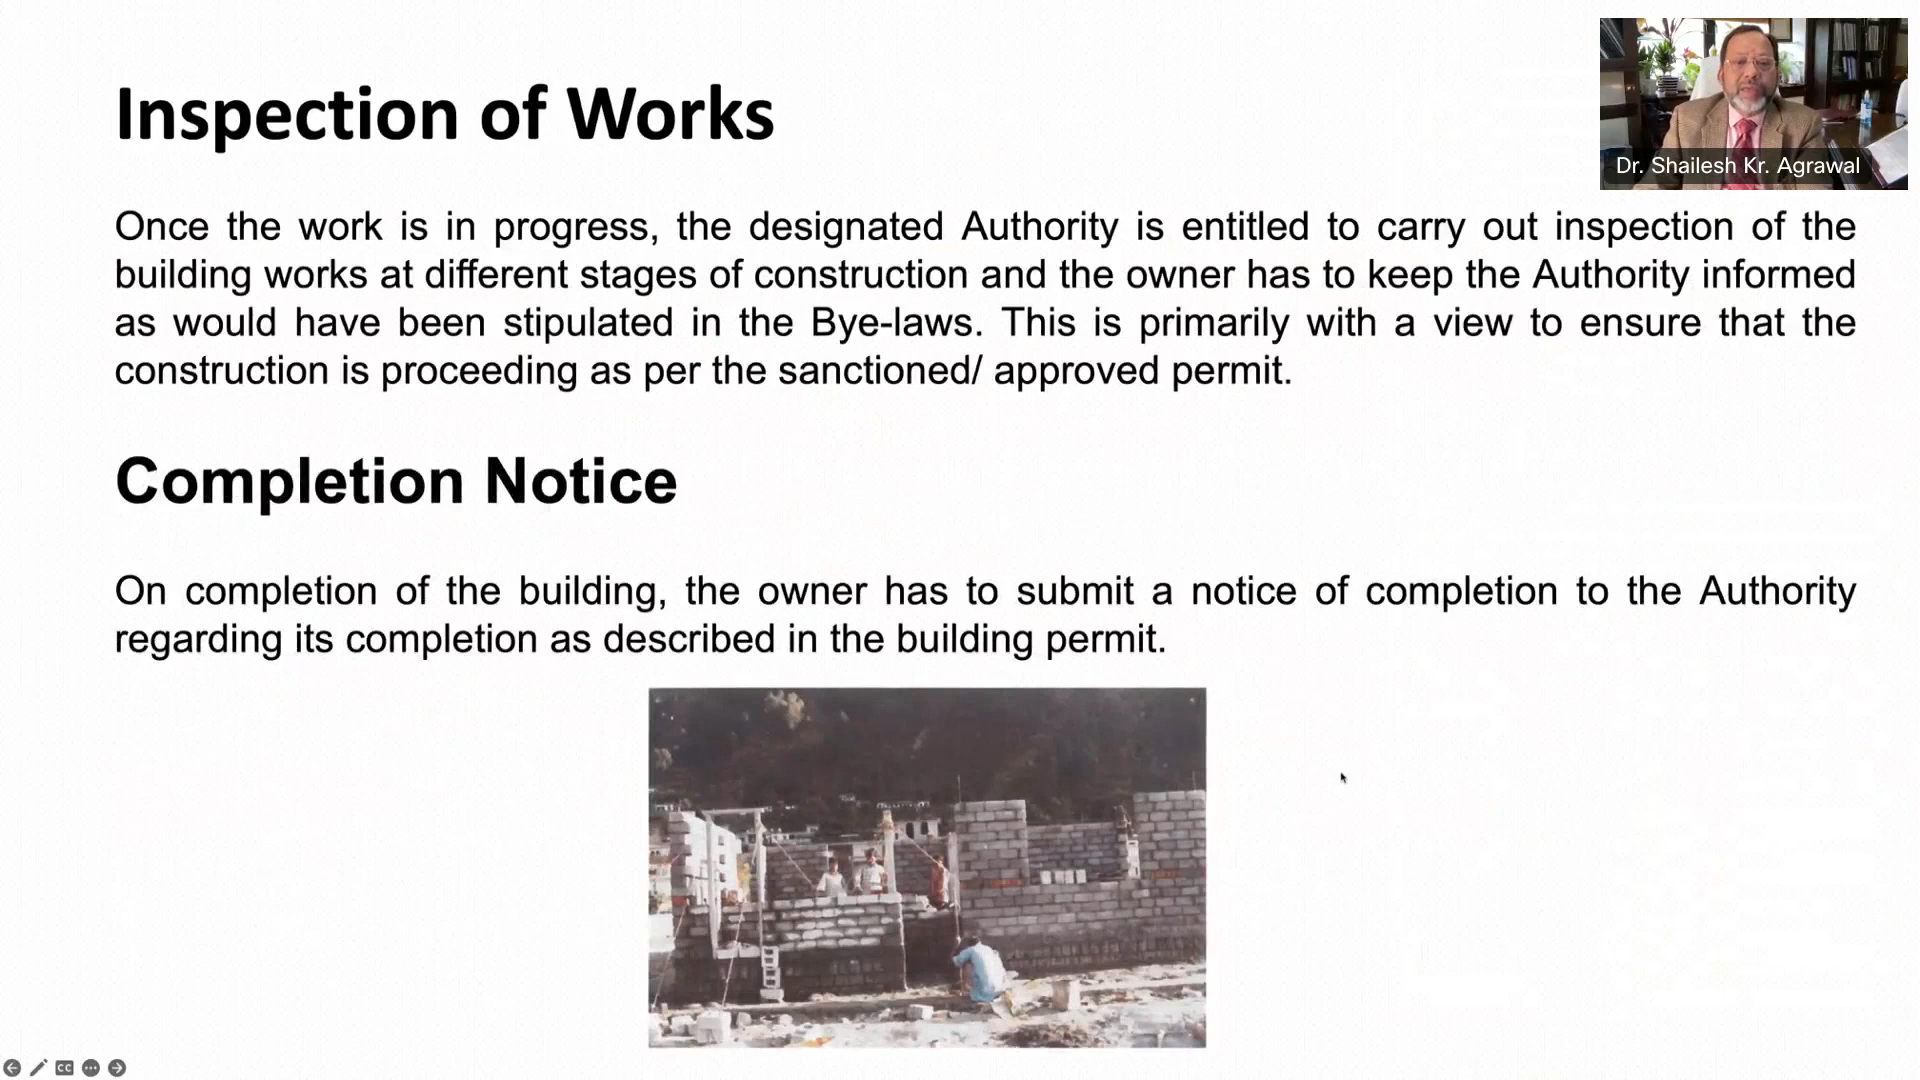 Inspection of Works
Dr. Shailesh Kr. Agrawal
Once the work is in progress, the designated Authority is entitled to carry out inspection of the
building works at different stages of construction and the owner has to keep the Authority informed
as would have been stipulated in the Bye-laws. This is primarily with a view to ensure that the
construction is proceeding as per the sanctioned/ approved permit.
Completion Notice
On completion of the building, the owner has to submit a notice of completion to the Authority
regarding its completion as described in the building permit.
CC